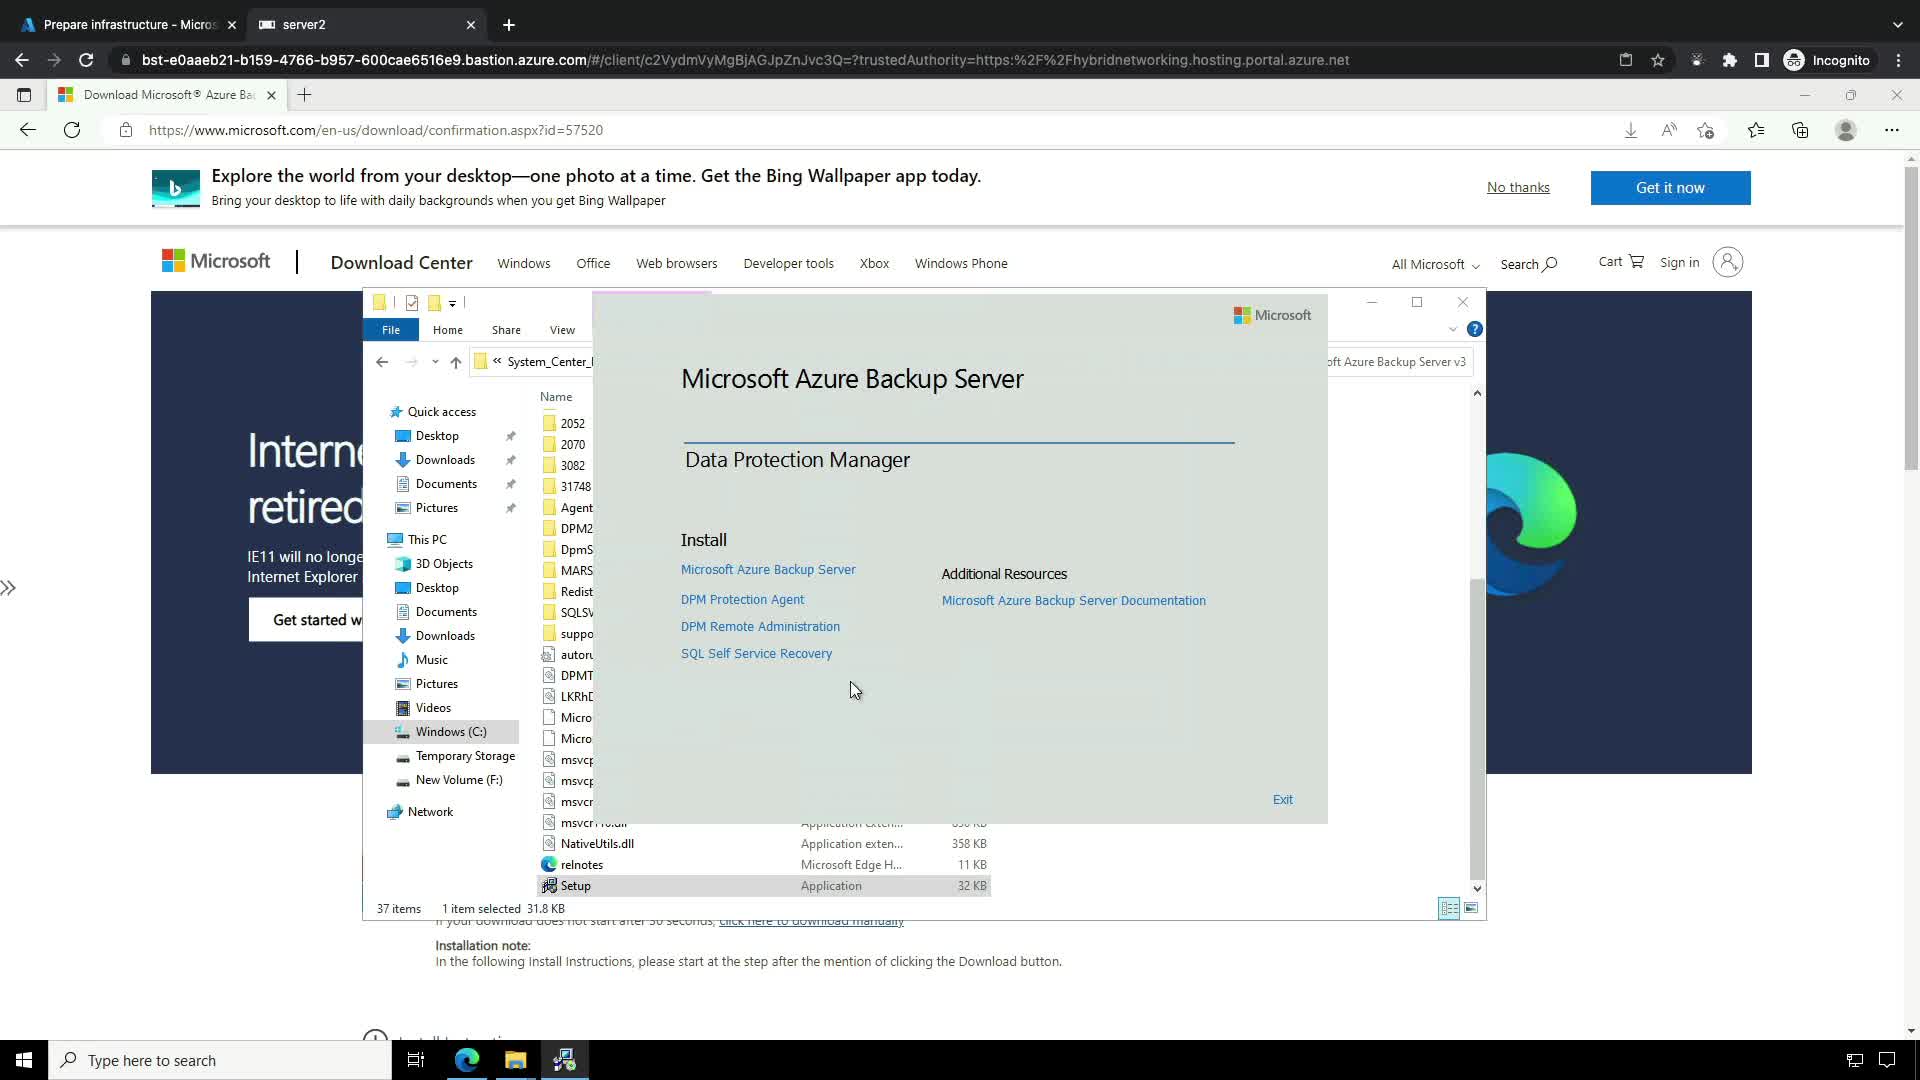 Prepare infrastructure - Micros
server2
bst-e0aaeb21-b159-4766-b957-600cae6516e9.bastion.azure.com/#/client/c2VydmVyMgBjAGJpZnJvc3Q=?trustedAuthority=https:%2F%2Fhybridnetworking.hosting.portal.azure.net
Incognito
Download Microsoft® Azure Ba
https://www.microsoft.com/en-us/download/confirmation.aspx?id=57520
Explore the world from your desktop—one photo at a time. Get the Bing Wallpaper app today.
Bring your desktop to life with daily backgrounds when you get Bing Wallpaper
No thanks
Get it now
Microsoft
Download Center
Windows
Office
Web browsers
Developer tools
Xbox
Windows Phone
All Microsoft
Search
Cart
Sign in
Interne
retired
IE11 will no longe
Internet Explorer
Get started w
File
Home
Share
View
« System_Center_
oft Azure Backup Server v3
Quick access
Desktop
Downloads
Documents
Pictures
This PC
3D Objects
Desktop
Documents
Downloads
Music
Pictures
Videos
Windows (C:)
Temporary Storage
New Volume (F:)
Network
Name
2052
2070
3082
31748
Agent
DPM2
DpmS
MARS
Redist
SQLSV
suppo
autoru
DPMT
LKRhD
Micro
Micro
msvcp
msvcp
msvcr
NativeUtils.dll
Application exten...
358 KB
relnotes
Microsoft Edge H...
11 KB
Setup
Application
32 KB
37 items
1 item selected 31.8 KB
Microsoft
Microsoft Azure Backup Server
Data Protection Manager
Install
Microsoft Azure Backup Server
DPM Protection Agent
DPM Remote Administration
SQL Self Service Recovery
Additional Resources
Microsoft Azure Backup Server Documentation
Exit
If your download does not start after 30 seconds, click here to download manually
Installation note:
In the following Install Instructions, please start at the step after the mention of clicking the Download button.
Type here to search